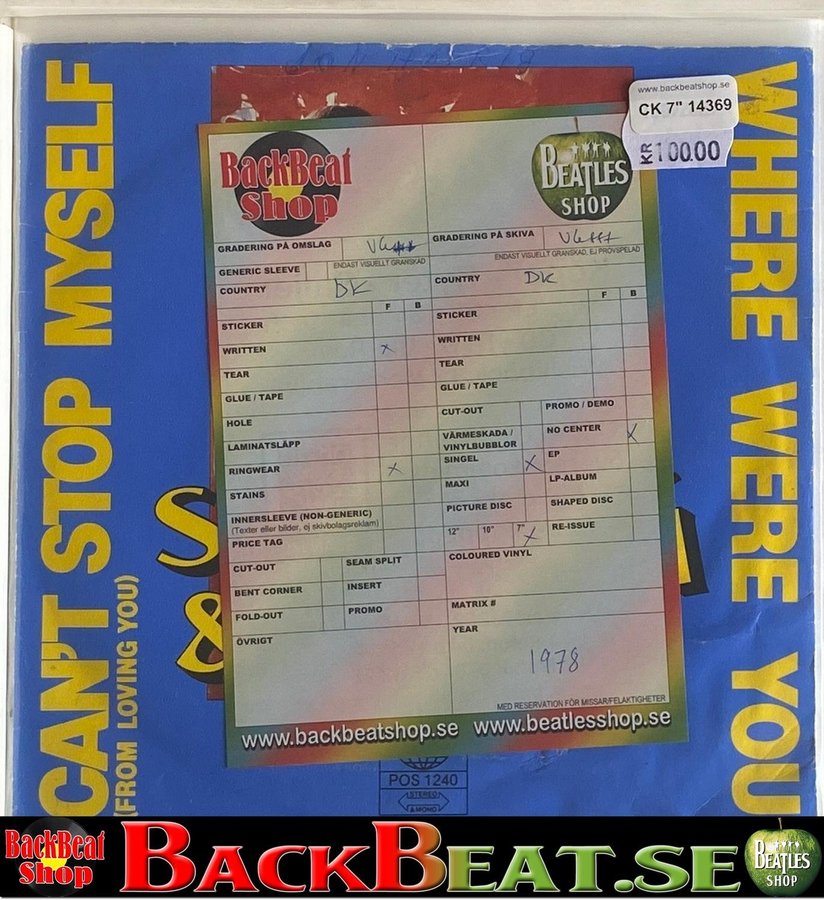 CAN'T STOP MYSELF
(FROM LOVING YOU)
WHERE WERE YOU
S
&
www.backbeatshop.se
CK 7" 14369
KR 100.00
BackBeat
Shop
BEATLES
SHOP
GRADERING PÅ OMSLAG
GRADERING PÅ SKIVA VG+++
ENDAST VISUELLT GRANSKAD
ENDAST VISUELLT GRANSKAD, EJ PROVSPELAD
GENERIC SLEEVE
COUNTRY DK
F B
STICKER
WRITTEN x
TEAR
GLUE / TAPE
HOLE
LAMINATSLÄPP
RINGWEAR x
STAINS
INNERSLEEVE (NON-GENERIC)
(Texter eller bilder, ej skivbolagsreklam)
PRICE TAG
CUT-OUT SEAM SPLIT
BENT CORNER INSERT
FOLD-OUT PROMO
ÖVRIGT
COUNTRY DK
F B
STICKER
WRITTEN
TEAR
GLUE / TAPE
CUT-OUT PROMO / DEMO
VÄRMESKADA /
VINYLBUBBLOR
NO CENTER x
SINGEL x EP
MAXI LP-ALBUM
PICTURE DISC SHAPED DISC
12" 10" 7" x RE-ISSUE
COLOURED VINYL
MATRIX #
YEAR
1978
MED RESERVATION FÖR MISSAR/FELAKTIGHETER
www.backbeatshop.se www.beatlesshop.se
POS 1240
STEREO
& MONO
BackBeat
Shop
BACKBEAT.SE
BEATLES
SHOP